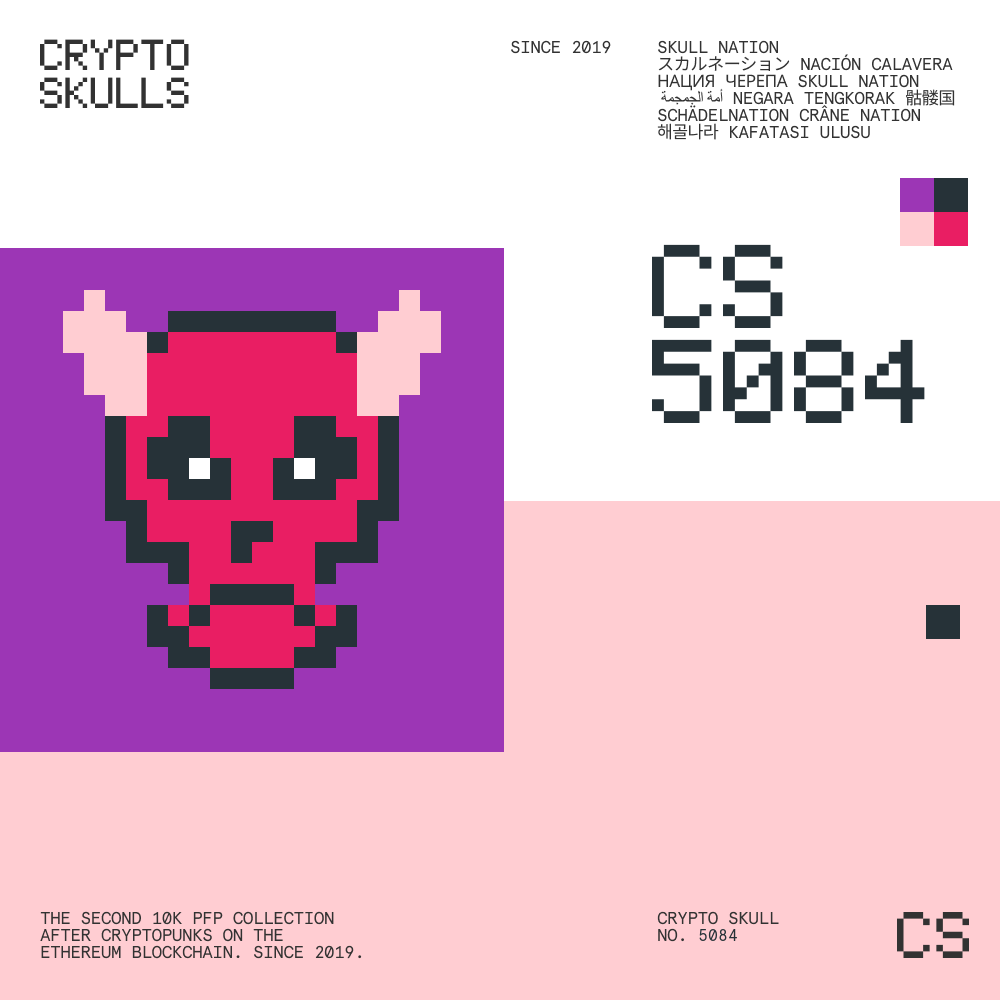 CRYPTO
SKULLS
SINCE 2019
SKULL NATION
スカルネーション NACIÓN CALAVERA
НАЦИЯ ЧЕРЕПА SKULL NATION
أمة الجمجمة NEGARA TENGKORAK 骷髅国
SCHÄDELNATION CRÂNE NATION
해골나라 KAFATASI ULUSU
CS
5084
THE SECOND 10K PFP COLLECTION
AFTER CRYPTOPUNKS ON THE
ETHEREUM BLOCKCHAIN. SINCE 2019.
CRYPTO SKULL
NO. 5084
CS